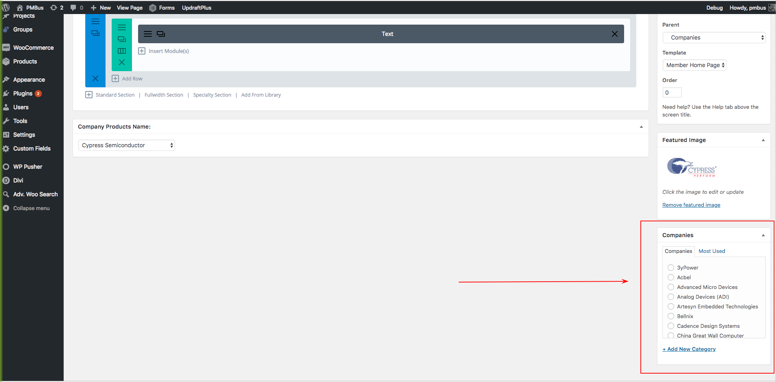 PMBus
2
0
New
View Page
Forms
UpdraftPlus
Debug
Howdy, pmbus
Projects
Groups
WooCommerce
Products
Appearance
Plugins
Users
Tools
Settings
Custom Fields
WP Pusher
Divi
Adv. Woo Search
Collapse menu
Text
Insert Module(s)
Add Row
Standard Section | Fullwidth Section | Specialty Section | Add From Library
Company Products Name:
Cypress Semiconductor
Parent
Companies
Template
Member Home Page
Order
0
Need help? Use the Help tab above the
screen title.
Featured Image
CYPRESS
PERFORM
Click the image to edit or update
Remove featured image
Companies
Companies
Most Used
3yPower
Acbel
Advanced Micro Devices
Analog Devices (ADI)
Artesyn Embedded Technologies
Bellnix
Cadence Design Systems
China Great Wall Computer
+ Add New Category